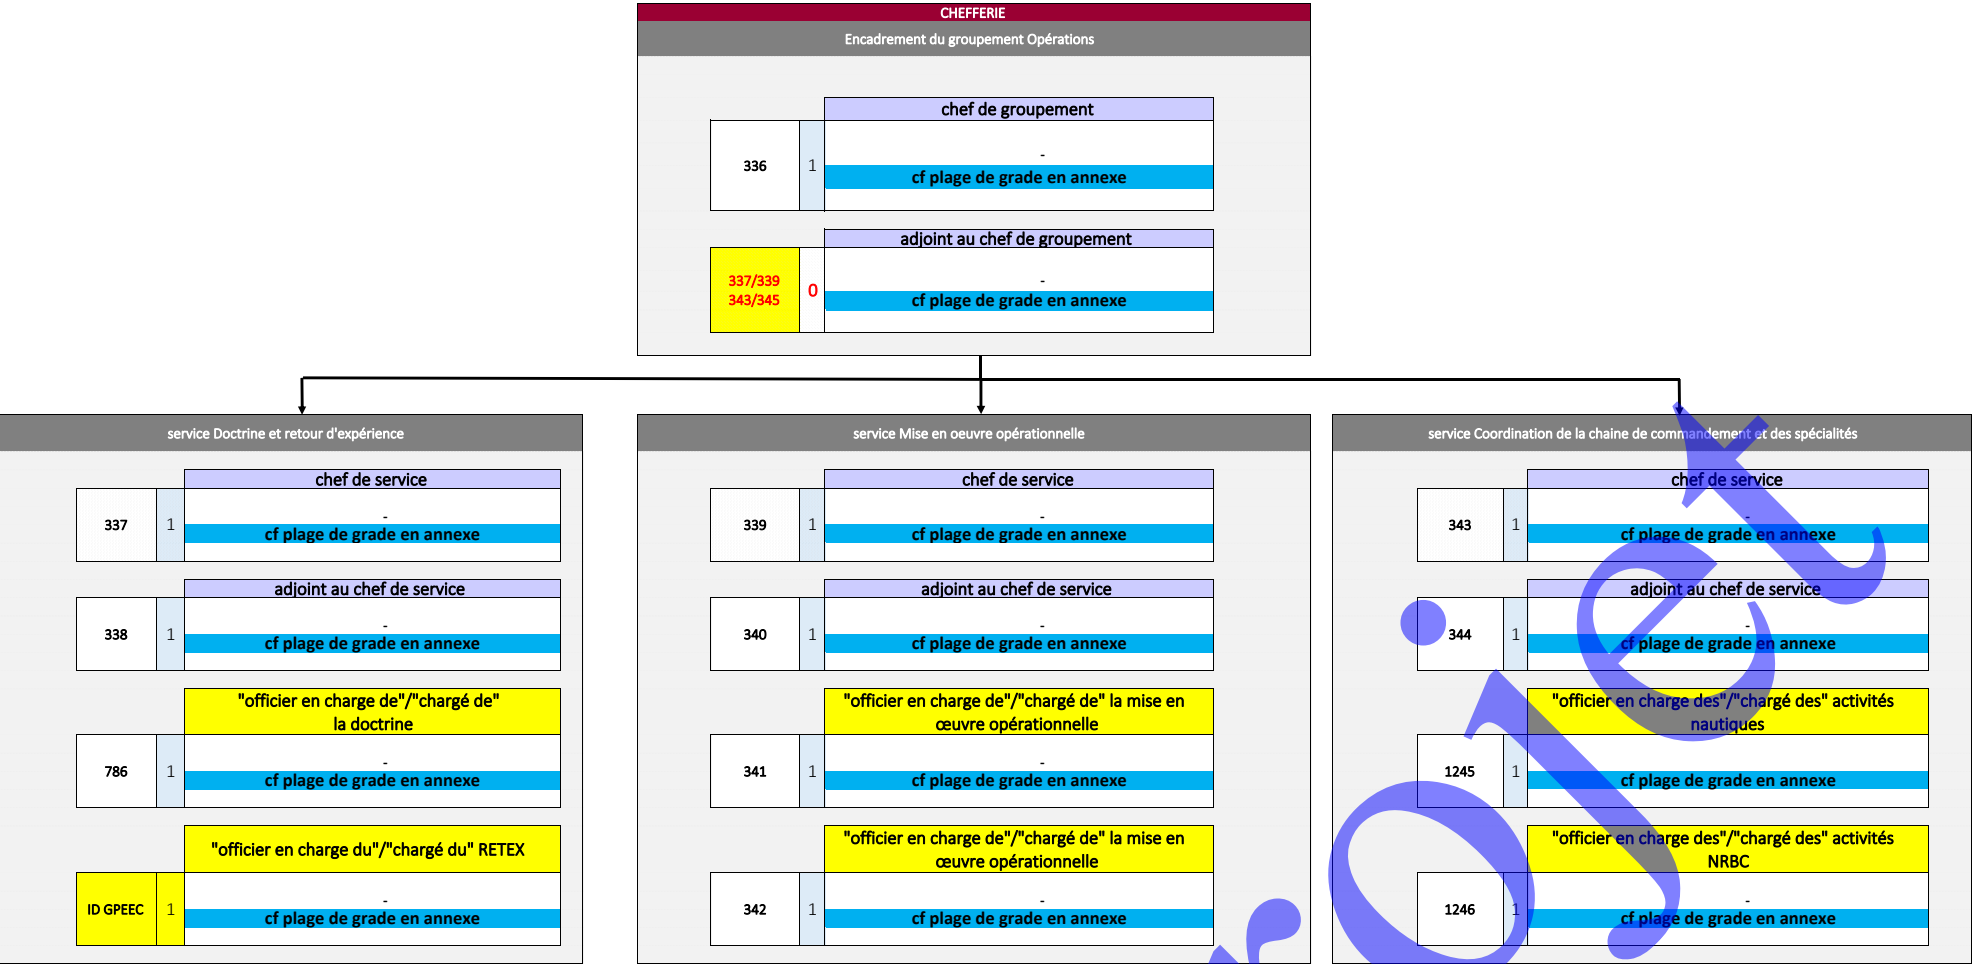 CHEFFERIE
Encadrement du groupement Opérations
chef de groupement
336
1
-
cf plage de grade en annexe
adjoint au chef de groupement
337/339
343/345
0
-
cf plage de grade en annexe
service Doctrine et retour d'expérience
chef de service
337
1
-
cf plage de grade en annexe
adjoint au chef de service
338
1
-
cf plage de grade en annexe
"officier en charge de"/"chargé de"
la doctrine
786
1
-
cf plage de grade en annexe
"officier en charge du"/"chargé du" RETEX
ID GPEEC
1
-
cf plage de grade en annexe
service Mise en oeuvre opérationnelle
chef de service
339
1
-
cf plage de grade en annexe
adjoint au chef de service
340
1
-
cf plage de grade en annexe
"officier en charge de"/"chargé de" la mise en
œuvre opérationnelle
341
1
-
cf plage de grade en annexe
"officier en charge de"/"chargé de" la mise en
œuvre opérationnelle
342
1
-
cf plage de grade en annexe
service Coordination de la chaine de commandement et des spécialités
chef de service
343
1
-
cf plage de grade en annexe
adjoint au chef de service
344
1
-
cf plage de grade en annexe
"officier en charge des"/"chargé des" activités
nautiques
1245
1
-
cf plage de grade en annexe
"officier en charge des"/"chargé des" activités
NRBC
1246
1
-
cf plage de grade en annexe
rojet